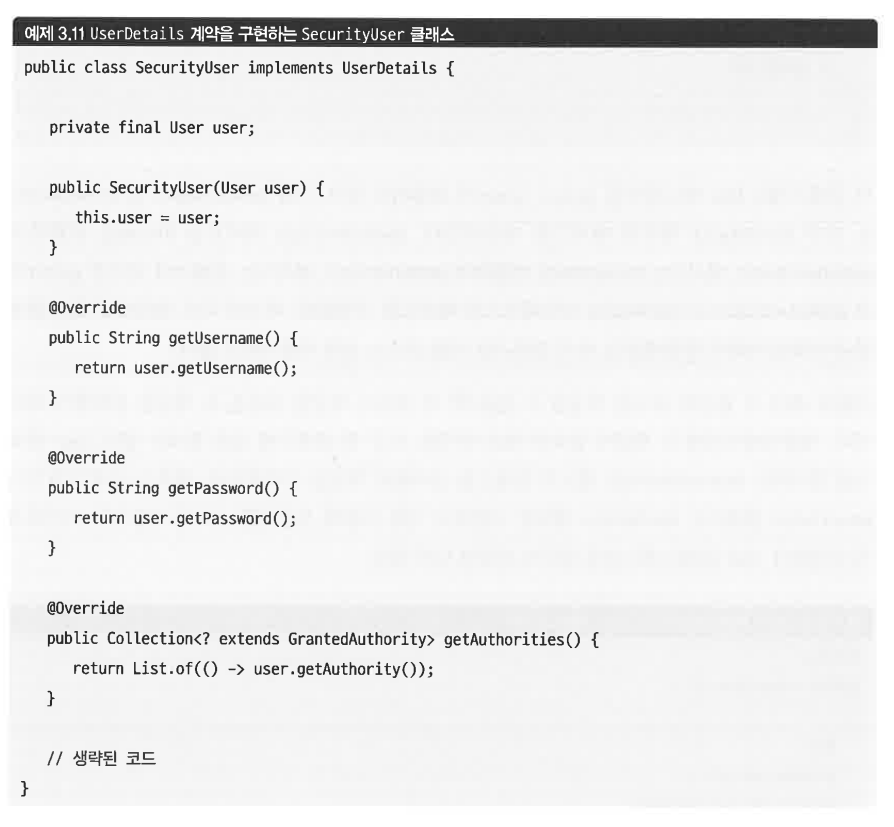 예제 3.11 UserDetails 계약을 구현하는 SecurityUser 클래스
public class SecurityUser implements UserDetails {
private final User user;
public SecurityUser(User user) {
this.user = user;
}
@Override
public String getUsername() {
return user.getUsername();
}
@Override
public String getPassword() {
return user.getPassword();
}
@Override
public Collection<? extends GrantedAuthority> getAuthorities() {
return List.of(() -> user.getAuthority());
}
// 생략된 코드
}